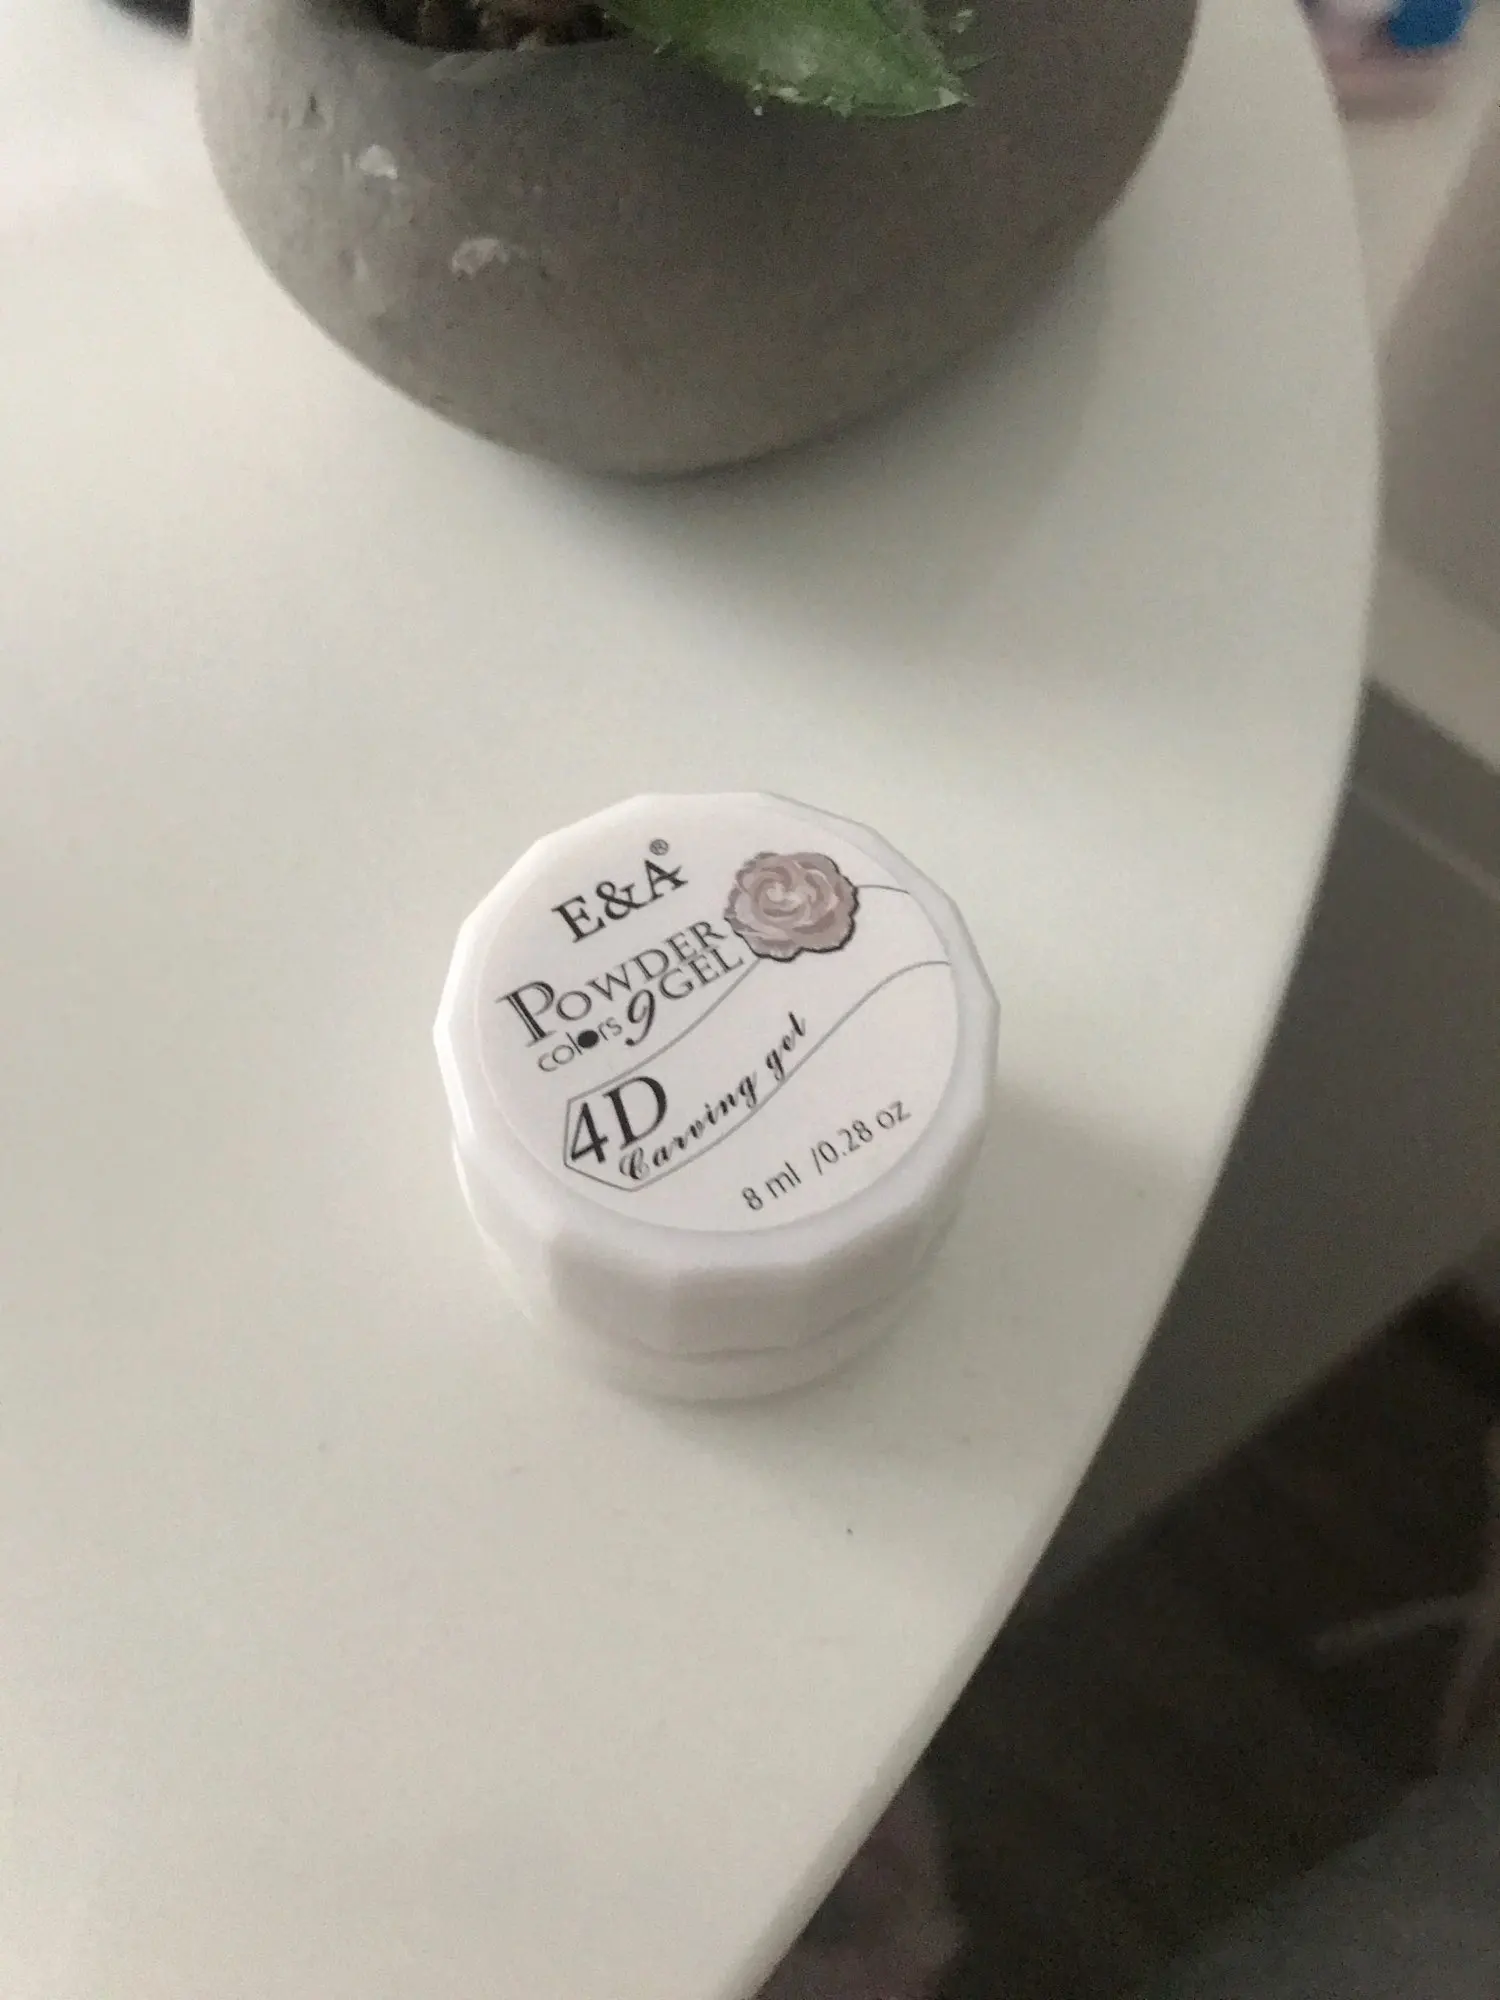 E&A®
POWDER
colors 9 GEL
4D
Carving gel
8 ml /0.28 oz